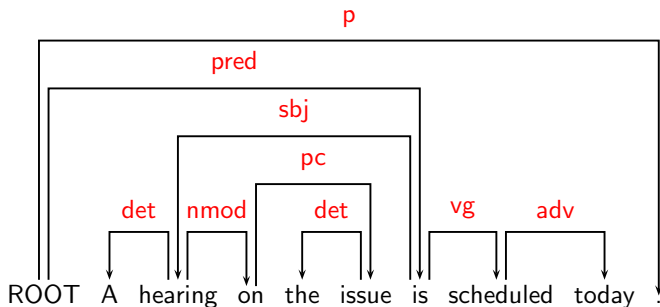 p
pred
sbj
pc
det nmod det vg adv
ROOT A hearing on the issue is scheduled today .